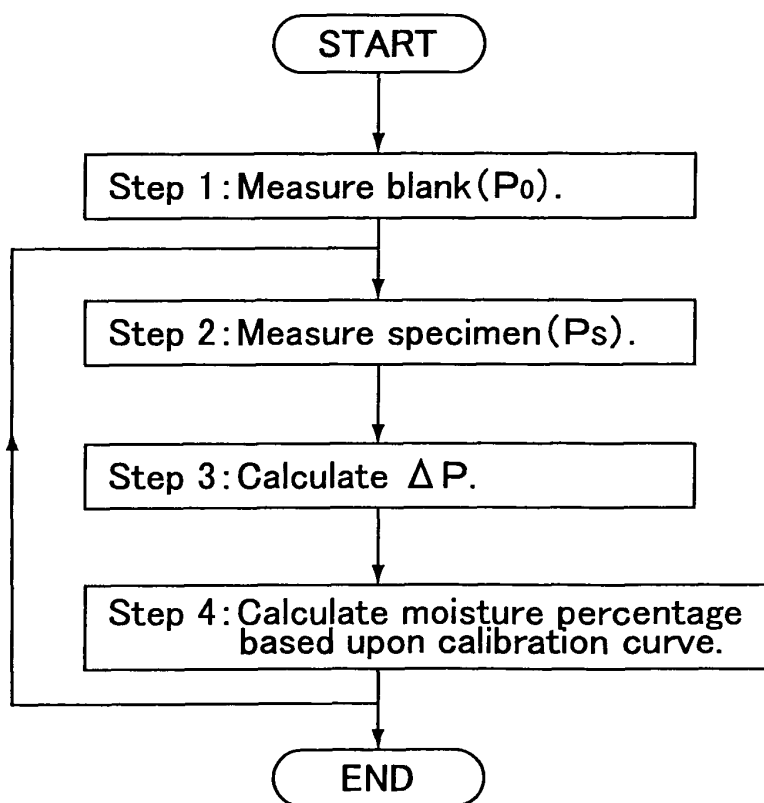 START
Step 1:Measure blank(P0).
Step 2:Measure specimen(Ps).
Step 3:Calculate ΔP.
Step 4:Calculate moisture percentage
based upon calibration curve.
END